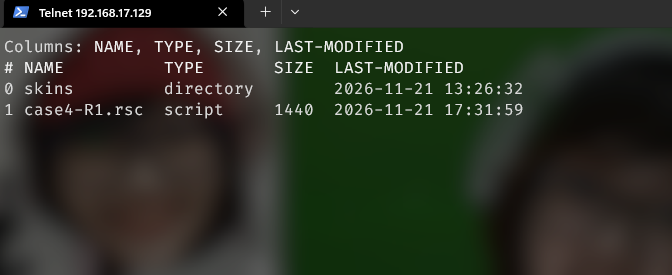 Telnet 192.168.17.129
Columns: NAME, TYPE, SIZE, LAST-MODIFIED
# NAME          TYPE       SIZE  LAST-MODIFIED
0 skins         directory        2026-11-21 13:26:32
1 case4-R1.rsc  script     1440  2026-11-21 17:31:59